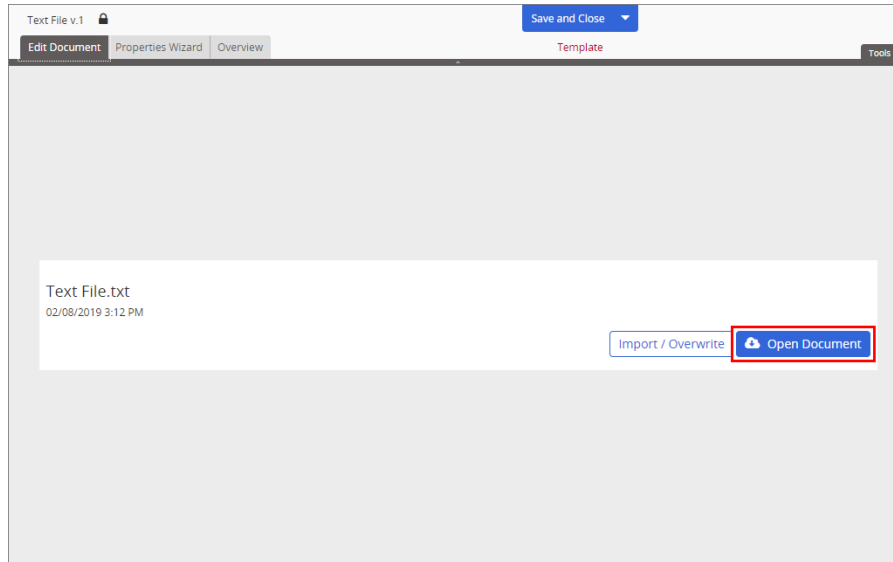 Text File v.1
Save and Close
Edit Document Properties Wizard Overview
Template
Tools
Text File.txt
02/08/2019 3:12 PM
Import / Overwrite Open Document